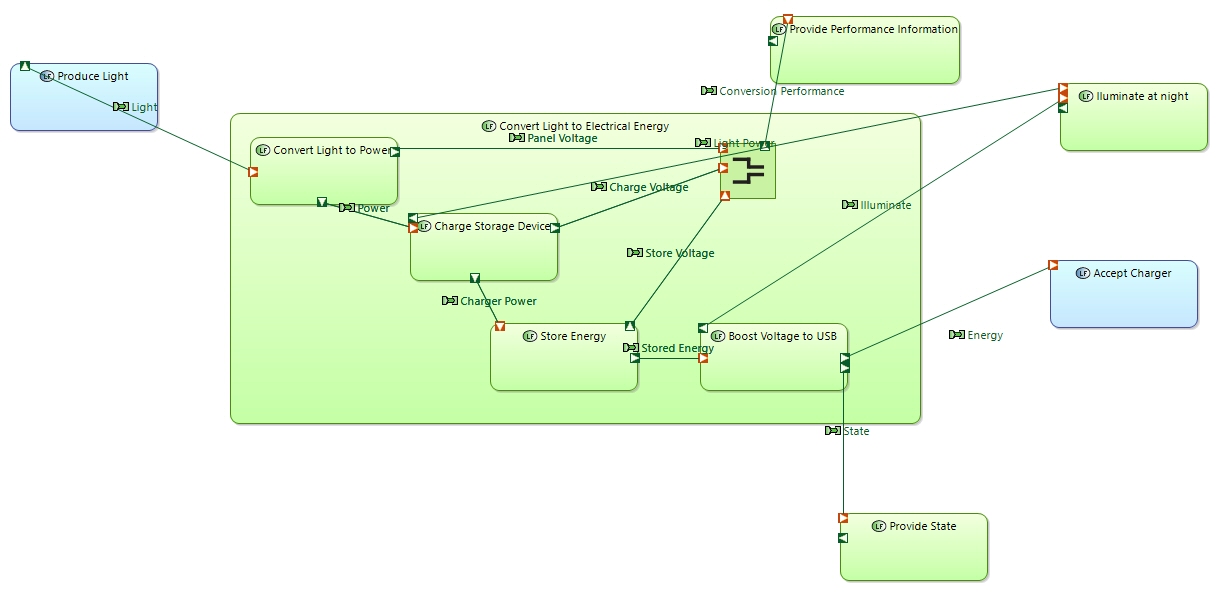 Provide Performance Information
Produce Light
Light
Conversion Performance
Iluminate at night
Convert Light to Electrical Energy
Panel Voltage
Light Power
Convert Light to Power
Charge Voltage
Power
Illuminate
Charge Storage Device
Store Voltage
Accept Charger
Charger Power
Store Energy
Boost Voltage to USB
Energy
Stored Energy
State
Provide State